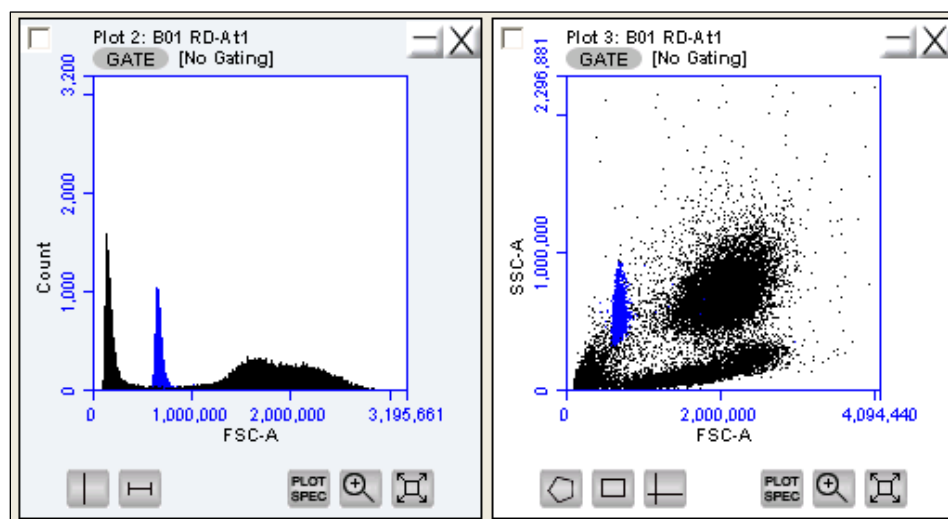 Plot 2: B01 RD-At1
GATE [No Gating]
3,200
2,000
1,000
0
Count
0 1,000,000 2,000,000 3,195,661
FSC-A
PLOT SPEC
Plot 3: B01 RD-At1
GATE [No Gating]
2,296,881
1,000,000
0
SSC-A
0 2,000,000 4,094,440
FSC-A
PLOT SPEC